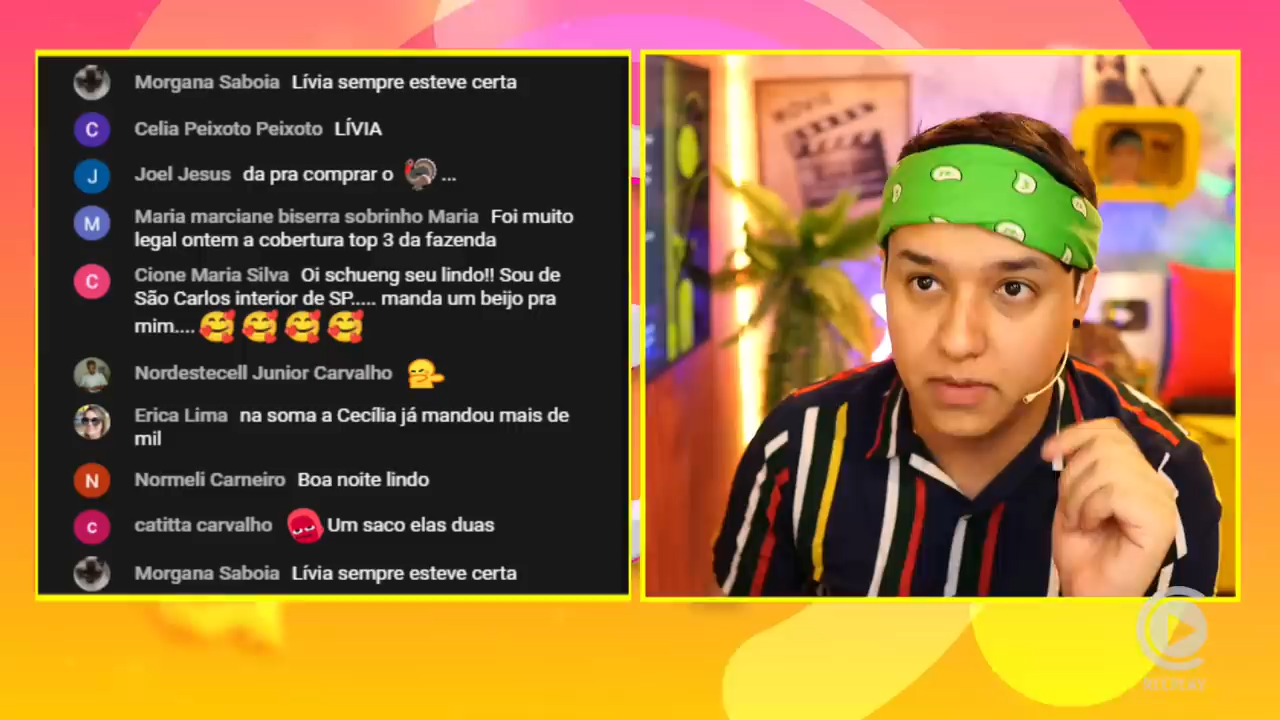 Morgana Saboia Lívia sempre esteve certa
C Celia Peixoto Peixoto LÍVIA
J Joel Jesus da pra comprar o 🦃 ...
M Maria marciane biserra sobrinho Maria Foi muito
legal ontem a cobertura top 3 da fazenda
C Cione Maria Silva Oi schueng seu lindo!! Sou de
São Carlos interior de SP..... manda um beijo pra
mim.... 🥰 🥰 🥰 🥰
Nordestecell Junior Carvalho
Erica Lima na soma a Cecília já mandou mais de
mil
N Normeli Carneiro Boa noite lindo
c catitta carvalho Um saco elas duas
Morgana Saboia Lívia sempre esteve certa
MOVIE
REEPLAY